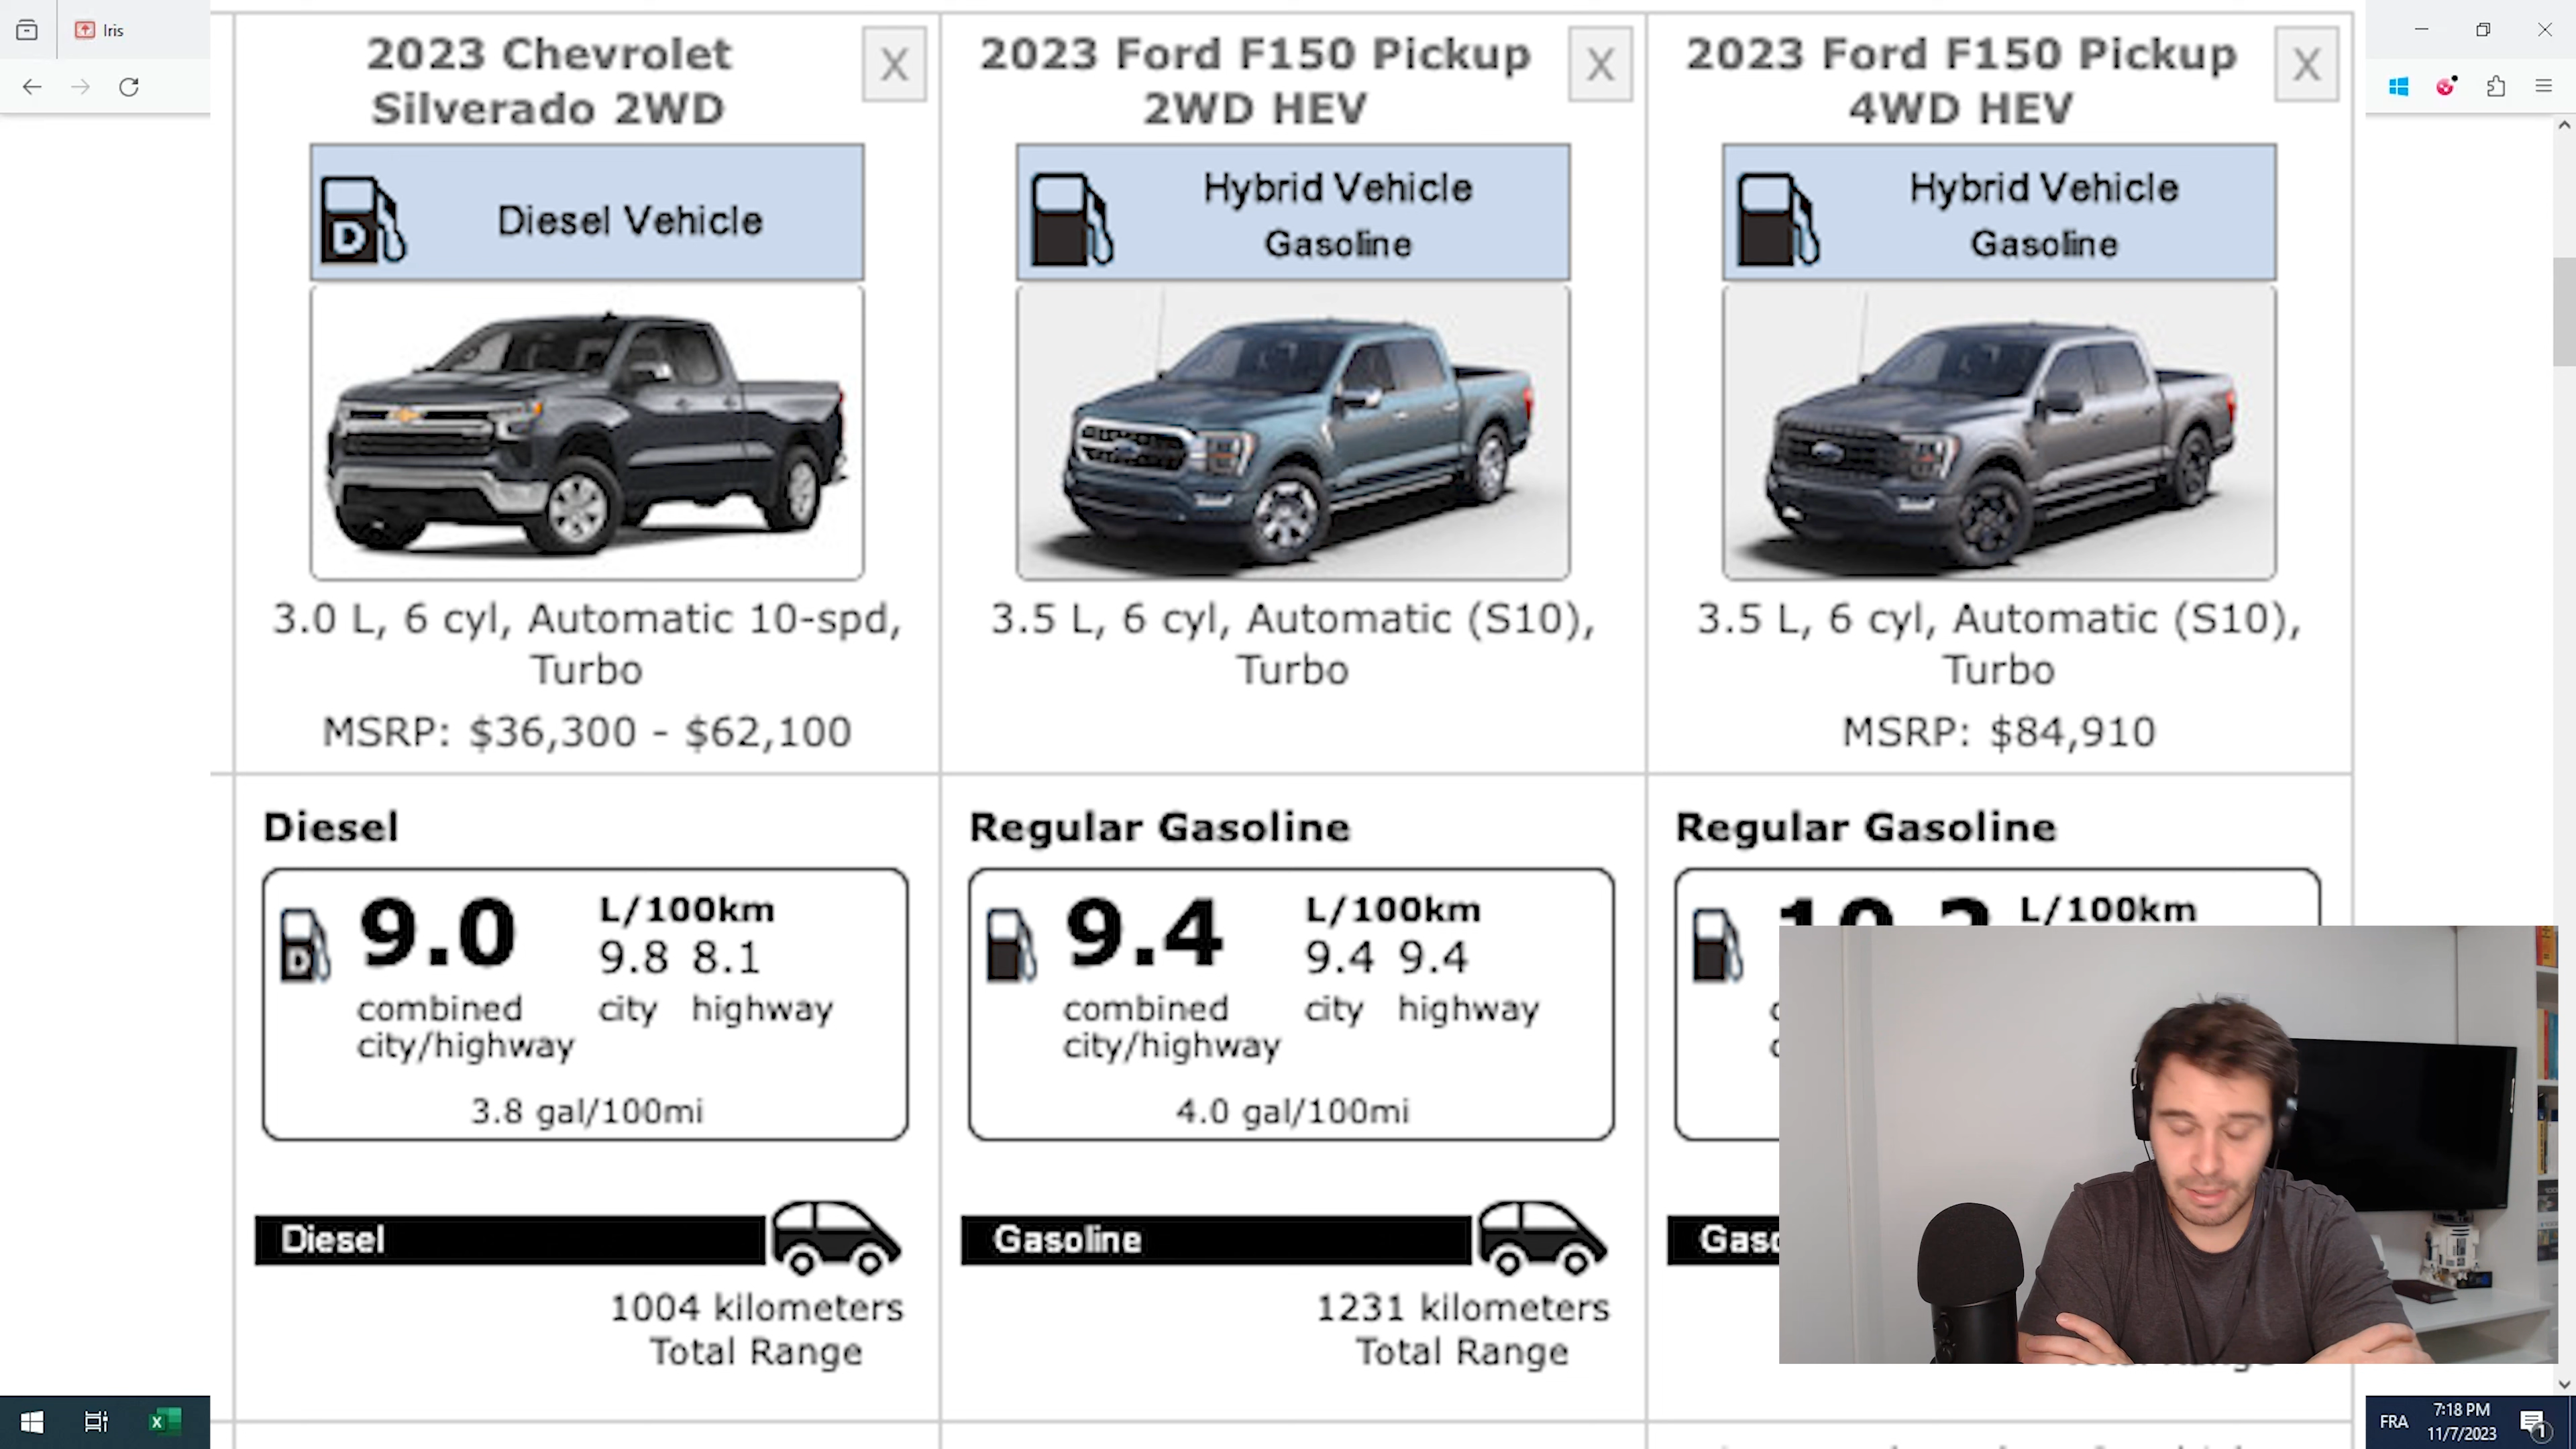 Iris
2023 Chevrolet
Silverado 2WD
X
Diesel Vehicle
D
3.0 L, 6 cyl, Automatic 10-spd,
Turbo
MSRP: $36,300 - $62,100
Diesel
D
9.0
L/100km
9.8 8.1
combined
city/highway
city highway
3.8 gal/100mi
Diesel
1004 kilometers
Total Range
2023 Ford F150 Pickup
2WD HEV
X
Hybrid Vehicle
Gasoline
3.5 L, 6 cyl, Automatic (S10),
Turbo
Regular Gasoline
9.4
L/100km
9.4 9.4
combined
city/highway
city highway
4.0 gal/100mi
Gasoline
1231 kilometers
Total Range
2023 Ford F150 Pickup
4WD HEV
X
Hybrid Vehicle
Gasoline
3.5 L, 6 cyl, Automatic (S10),
Turbo
MSRP: $84,910
Regular Gasoline
L/100km
FRA
7:18 PM
11/7/2023
1